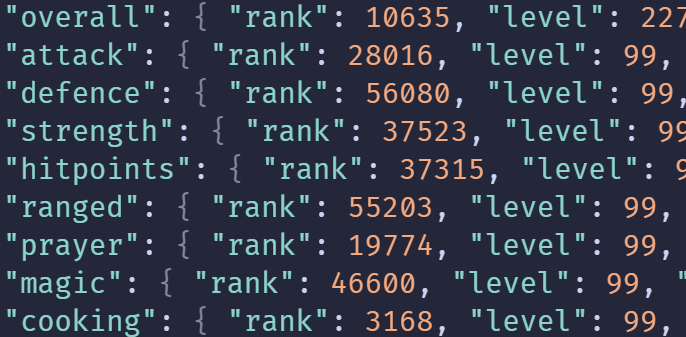 "overall": { "rank": 10635, "level": 227
"attack": { "rank": 28016, "level": 99,
"defence": { "rank": 56080, "level": 99,
"strength": { "rank": 37523, "level": 99
"hitpoints": { "rank": 37315, "level": 9
"ranged": { "rank": 55203, "level": 99,
"prayer": { "rank": 19774, "level": 99,
"magic": { "rank": 46600, "level": 99, "
"cooking": { "rank": 3168, "level": 99,